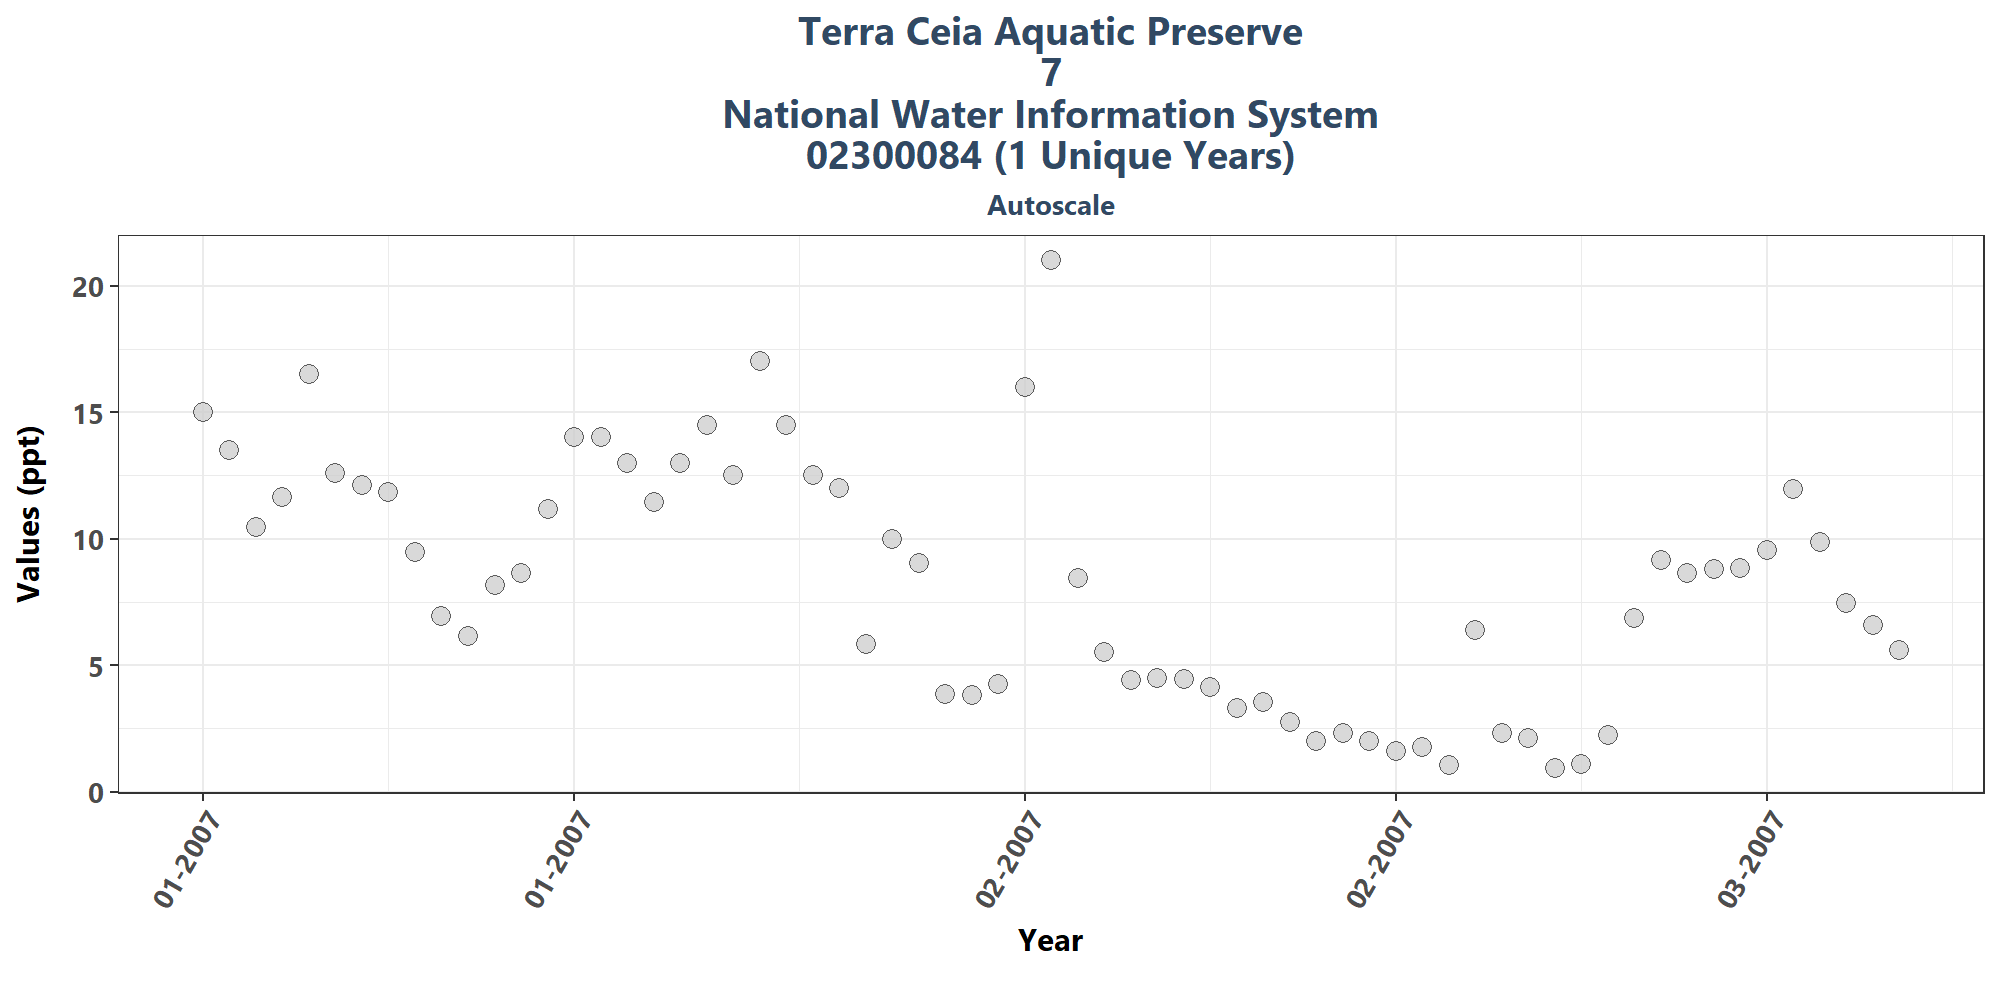 Terra Ceia Aquatic Preserve
7
National Water Information System
02300084 (1 Unique Years)
Autoscale
Values (ppt)
20
15
10
5
0
01-2007
01-2007
02-2007
02-2007
03-2007
Year